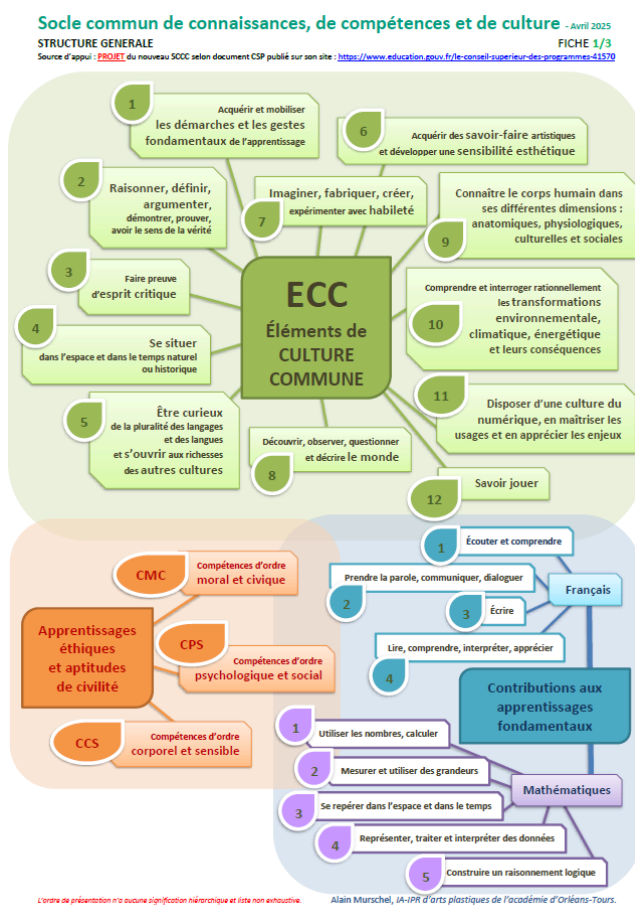 Socle commun de connaissances, de compétences et de culture - Avril 2025
STRUCTURE GENERALE
FICHE 1/3
Source d'appui : PROJET du nouveau SCCC selon document CSP publié sur son site : https://www.education.gouv.fr/le-conseil-superieur-des-programmes-41570
1
Acquérir et mobiliser
les démarches et les gestes
fondamentaux de l'apprentissage
6
Acquérir des savoir-faire artistiques
et développer une sensibilité esthétique
2
Raisonner, définir,
argumenter,
démontrer, prouver,
avoir le sens de la vérité
7
Imaginer, fabriquer, créer,
expérimenter avec habileté
9
Connaître le corps humain dans
ses différentes dimensions :
anatomiques, physiologiques,
culturelles et sociales
3
Faire preuve
d'esprit critique
ECC
Éléments de
CULTURE
COMMUNE
10
Comprendre et interroger rationnellement
les transformations
environnementale,
climatique, énergétique
et leurs conséquences
4
Se situer
dans l'espace et dans le temps naturel
ou historique
5
Être curieux
de la pluralité des langages
et des langues
et s'ouvrir aux richesses
des autres cultures
11
Disposer d'une culture du
numérique, en maîtriser les
usages et en apprécier les enjeux
8
Découvrir, observer, questionner
et décrire le monde
12
Savoir jouer
CMC
Compétences d'ordre
moral et civique
Apprentissages
éthiques
et aptitudes
de civilité
CPS
Compétences d'ordre
psychologique et social
CCS
Compétences d'ordre
corporel et sensible
1
Écouter et comprendre
Prendre la parole, communiquer, dialoguer
2
Français
3
Écrire
Lire, comprendre, interpréter, apprécier
4
Contributions aux
apprentissages
fondamentaux
1
Utiliser les nombres, calculer
2
Mesurer et utiliser des grandeurs
Mathématiques
3
Se repérer dans l'espace et dans le temps
4
Représenter, traiter et interpréter des données
5
Construire un raisonnement logique
L'ordre de présentation n'a aucune signification hiérarchique et liste non exhaustive.
Alain Murschel, IA-IPR d'arts plastiques de l'académie d'Orléans-Tours.